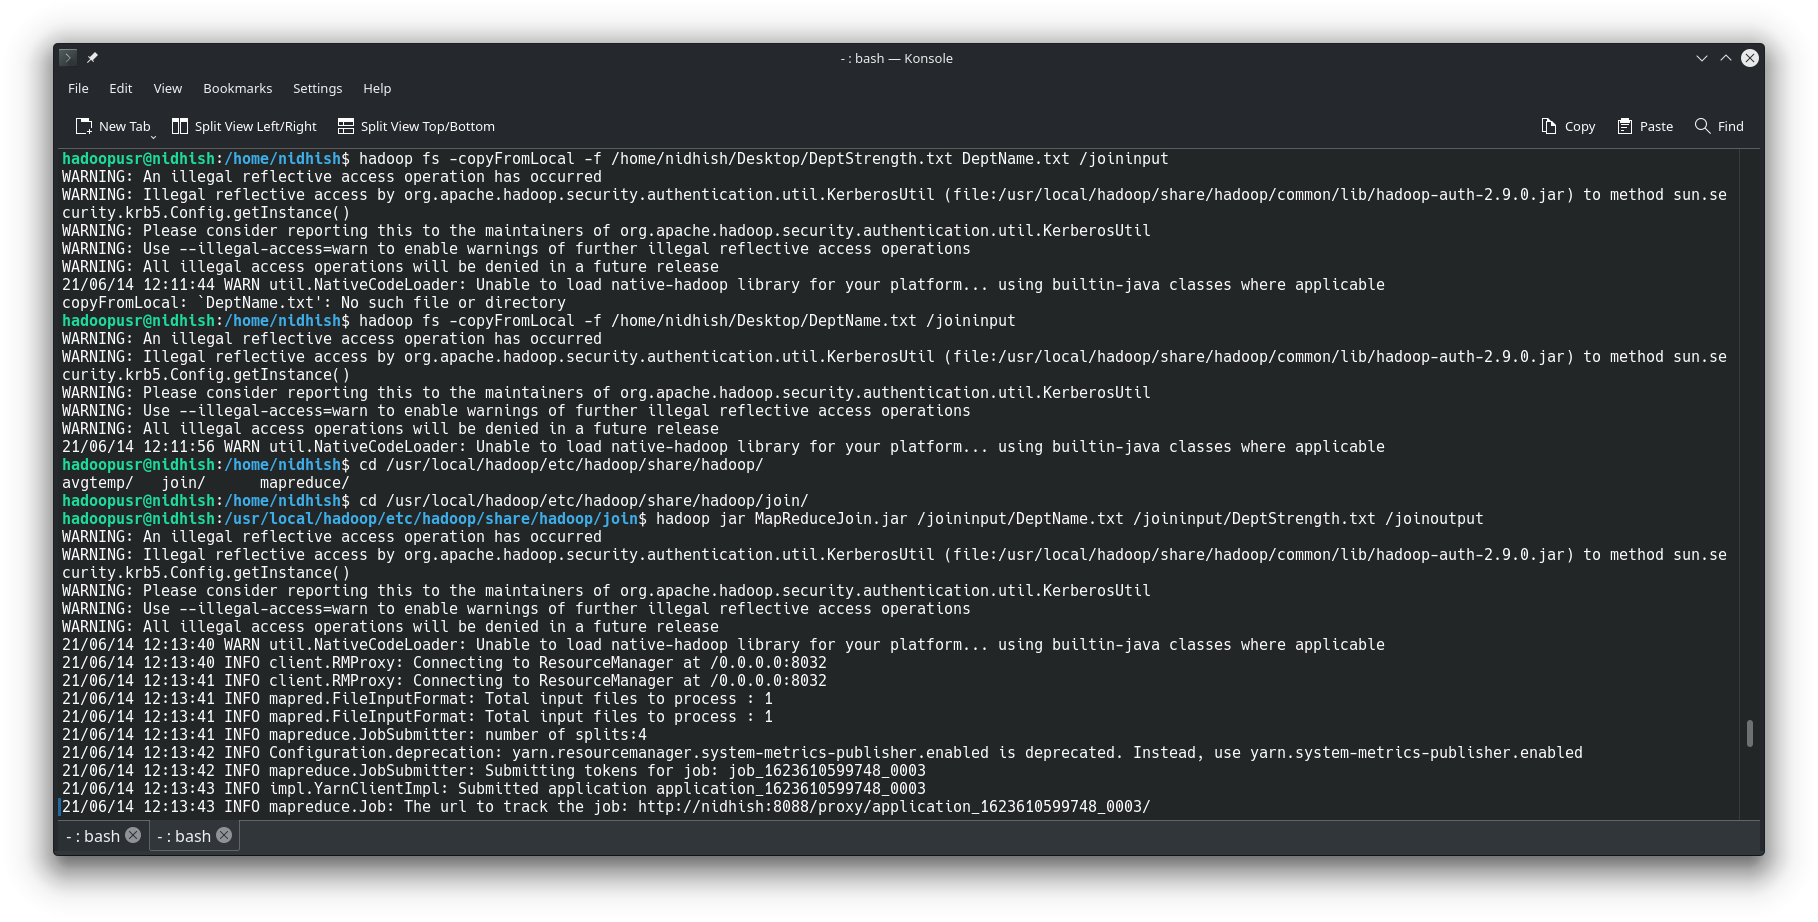 - : bash — Konsole
File Edit View Bookmarks Settings Help
New Tab Split View Left/Right Split View Top/Bottom Copy Paste Find
hadoopusr@nidhish:/home/nidhish$ hadoop fs -copyFromLocal -f /home/nidhish/Desktop/DeptStrength.txt DeptName.txt /joininput
WARNING: An illegal reflective access operation has occurred
WARNING: Illegal reflective access by org.apache.hadoop.security.authentication.util.KerberosUtil (file:/usr/local/hadoop/share/hadoop/common/lib/hadoop-auth-2.9.0.jar) to method sun.se
curity.krb5.Config.getInstance()
WARNING: Please consider reporting this to the maintainers of org.apache.hadoop.security.authentication.util.KerberosUtil
WARNING: Use --illegal-access=warn to enable warnings of further illegal reflective access operations
WARNING: All illegal access operations will be denied in a future release
21/06/14 12:11:44 WARN util.NativeCodeLoader: Unable to load native-hadoop library for your platform... using builtin-java classes where applicable
copyFromLocal: `DeptName.txt': No such file or directory
hadoopusr@nidhish:/home/nidhish$ hadoop fs -copyFromLocal -f /home/nidhish/Desktop/DeptName.txt /joininput
WARNING: An illegal reflective access operation has occurred
WARNING: Illegal reflective access by org.apache.hadoop.security.authentication.util.KerberosUtil (file:/usr/local/hadoop/share/hadoop/common/lib/hadoop-auth-2.9.0.jar) to method sun.se
curity.krb5.Config.getInstance()
WARNING: Please consider reporting this to the maintainers of org.apache.hadoop.security.authentication.util.KerberosUtil
WARNING: Use --illegal-access=warn to enable warnings of further illegal reflective access operations
WARNING: All illegal access operations will be denied in a future release
21/06/14 12:11:56 WARN util.NativeCodeLoader: Unable to load native-hadoop library for your platform... using builtin-java classes where applicable
hadoopusr@nidhish:/home/nidhish$ cd /usr/local/hadoop/etc/hadoop/share/hadoop/
avgtemp/ join/ mapreduce/
hadoopusr@nidhish:/home/nidhish$ cd /usr/local/hadoop/etc/hadoop/share/hadoop/join/
hadoopusr@nidhish:/usr/local/hadoop/etc/hadoop/share/hadoop/join$ hadoop jar MapReduceJoin.jar /joininput/DeptName.txt /joininput/DeptStrength.txt /joinoutput
WARNING: An illegal reflective access operation has occurred
WARNING: Illegal reflective access by org.apache.hadoop.security.authentication.util.KerberosUtil (file:/usr/local/hadoop/share/hadoop/common/lib/hadoop-auth-2.9.0.jar) to method sun.se
curity.krb5.Config.getInstance()
WARNING: Please consider reporting this to the maintainers of org.apache.hadoop.security.authentication.util.KerberosUtil
WARNING: Use --illegal-access=warn to enable warnings of further illegal reflective access operations
WARNING: All illegal access operations will be denied in a future release
21/06/14 12:13:40 WARN util.NativeCodeLoader: Unable to load native-hadoop library for your platform... using builtin-java classes where applicable
21/06/14 12:13:40 INFO client.RMProxy: Connecting to ResourceManager at /0.0.0.0:8032
21/06/14 12:13:41 INFO client.RMProxy: Connecting to ResourceManager at /0.0.0.0:8032
21/06/14 12:13:41 INFO mapred.FileInputFormat: Total input files to process : 1
21/06/14 12:13:41 INFO mapred.FileInputFormat: Total input files to process : 1
21/06/14 12:13:41 INFO mapreduce.JobSubmitter: number of splits:4
21/06/14 12:13:42 INFO Configuration.deprecation: yarn.resourcemanager.system-metrics-publisher.enabled is deprecated. Instead, use yarn.system-metrics-publisher.enabled
21/06/14 12:13:42 INFO mapreduce.JobSubmitter: Submitting tokens for job: job_1623610599748_0003
21/06/14 12:13:43 INFO impl.YarnClientImpl: Submitted application application_1623610599748_0003
21/06/14 12:13:43 INFO mapreduce.Job: The url to track the job: http://nidhish:8088/proxy/application_1623610599748_0003/
- : bash - : bash